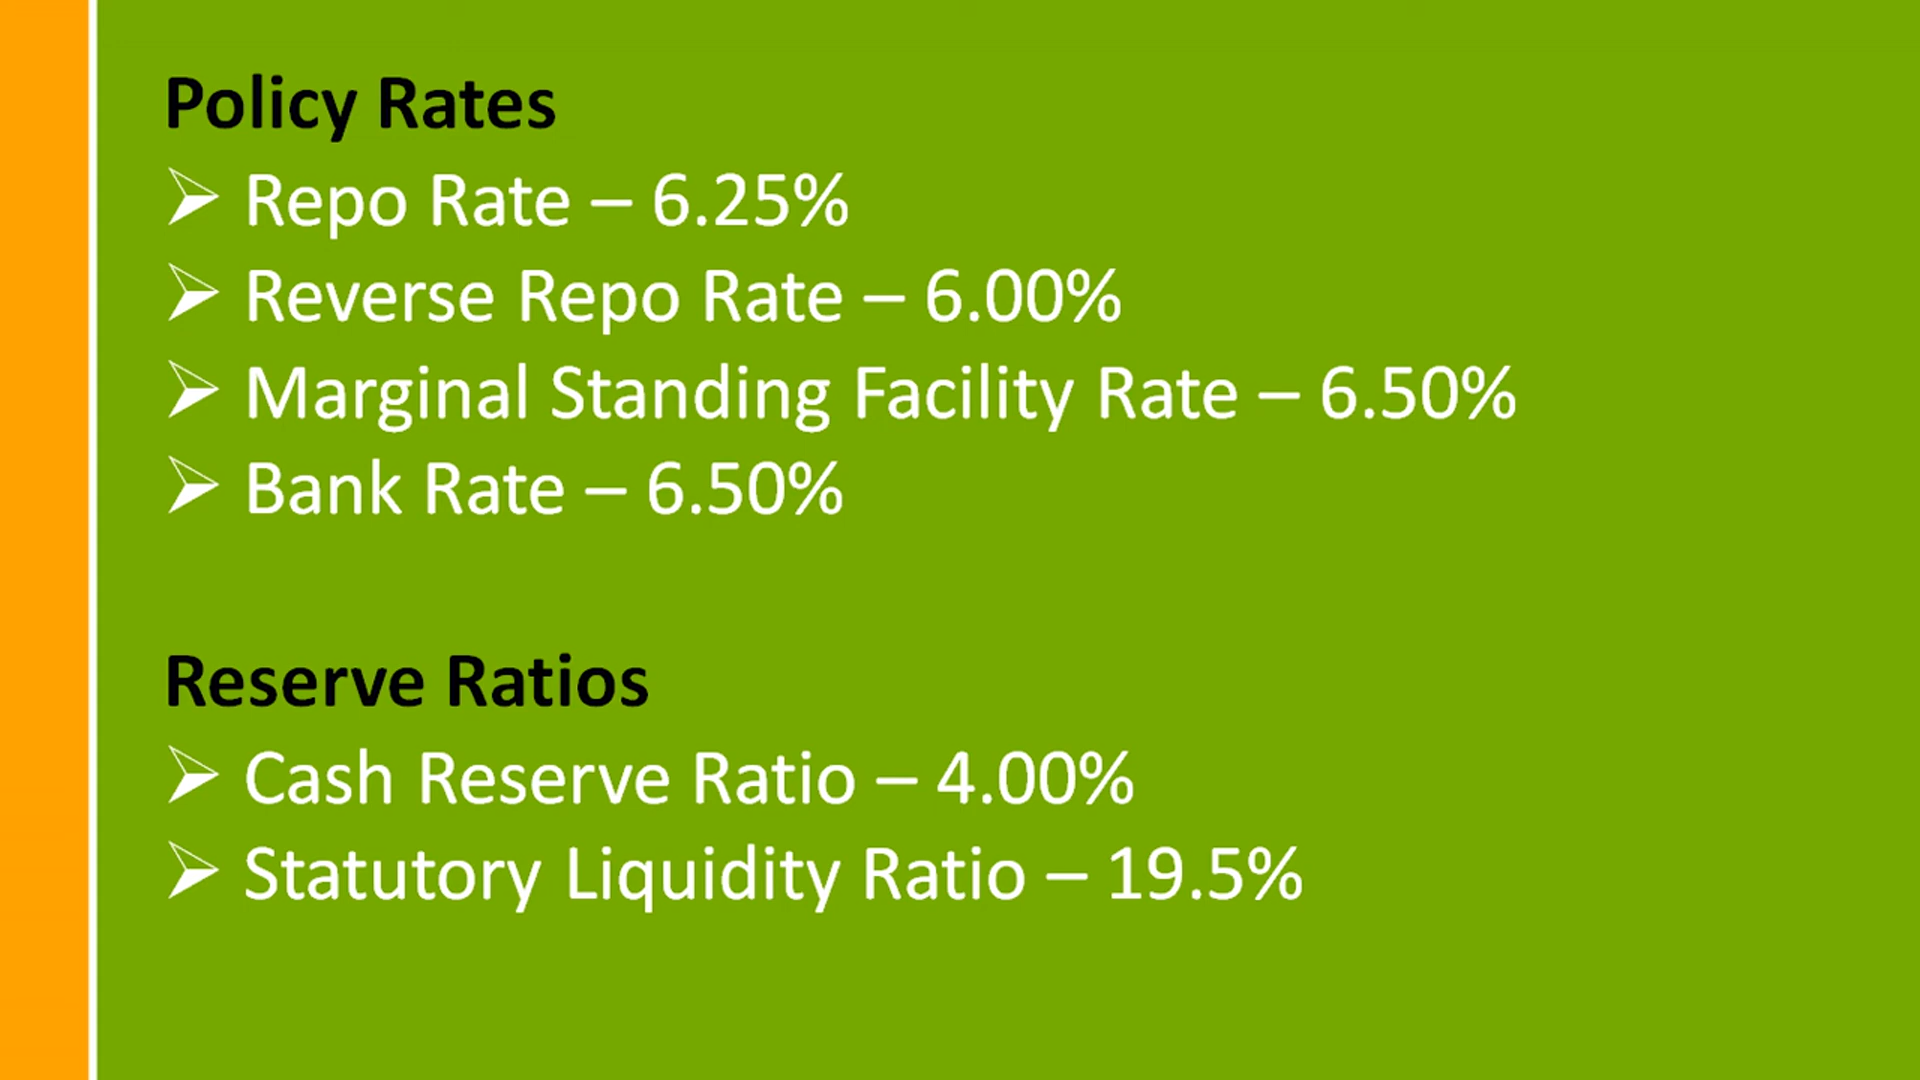 Policy Rates
➢ Repo Rate – 6.25%
➢ Reverse Repo Rate – 6.00%
➢ Marginal Standing Facility Rate – 6.50%
➢ Bank Rate – 6.50%
Reserve Ratios
➢ Cash Reserve Ratio – 4.00%
➢ Statutory Liquidity Ratio – 19.5%